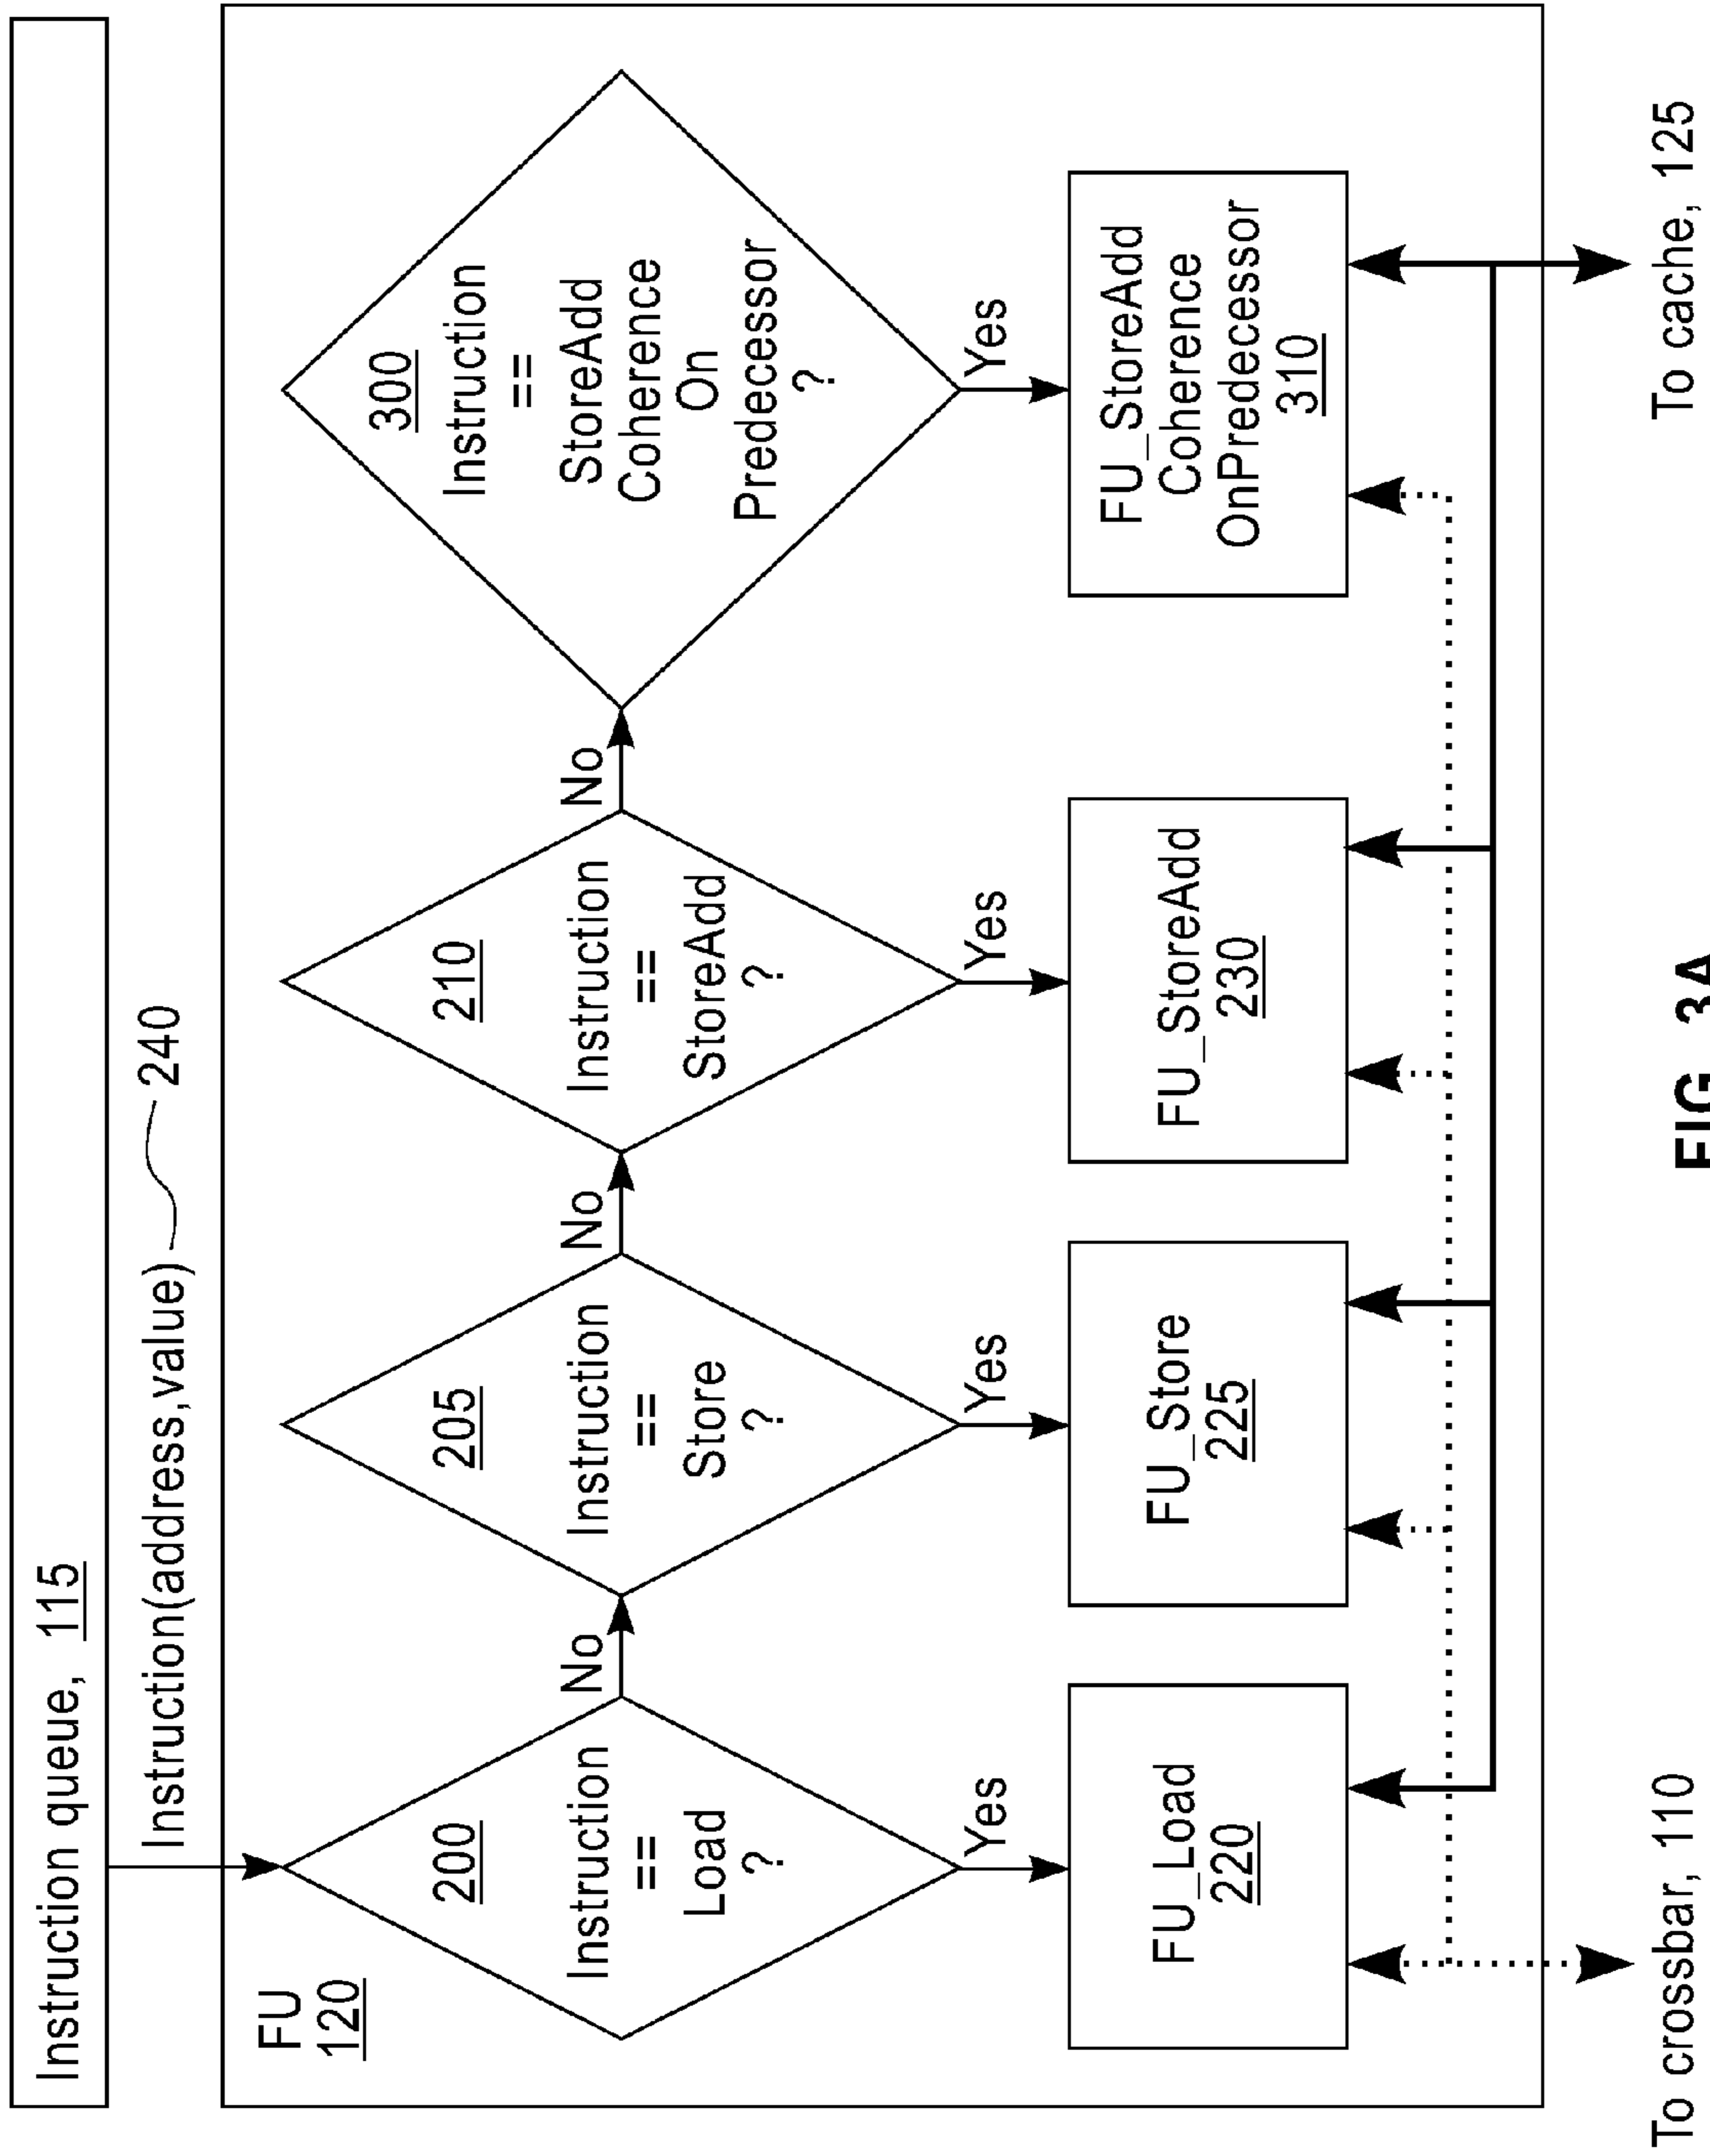 Instruction queue, 115
Instruction(address,value)
240
FU
120
200
Instruction
==
Load
?
No
205
Instruction
==
Store
?
No
210
Instruction
==
StoreAdd
?
No
300
Instruction
==
StoreAdd
Coherence
On
Predecessor
?
Yes
Yes
Yes
Yes
FU_Load
220
FU_Store
225
FU_StoreAdd
230
FU_StoreAdd
Coherence
OnPredecessor
310
To crossbar, 110
To cache, 125
FIG 3A